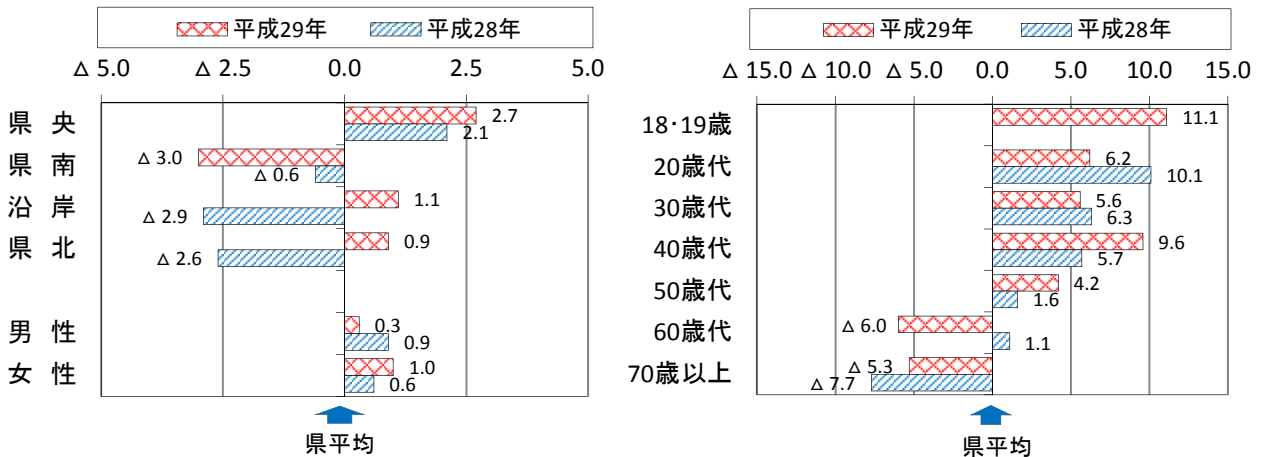 平成29年 平成28年
△ 5.0 △ 2.5 0.0 2.5 5.0
県 央 2.7
2.1
県 南 △ 3.0
△ 0.6
沿 岸 1.1
△ 2.9
県 北 0.9
△ 2.6
男 性 0.3
0.9
女 性 1.0
0.6
県平均
平成29年 平成28年
△ 15.0 △ 10.0 △ 5.0 0.0 5.0 10.0 15.0
18・19歳 11.1
20歳代 6.2
10.1
30歳代 5.6
6.3
40歳代 9.6
5.7
50歳代 4.2
1.6
60歳代 △ 6.0
1.1
70歳以上 △ 5.3
△ 7.7
県平均